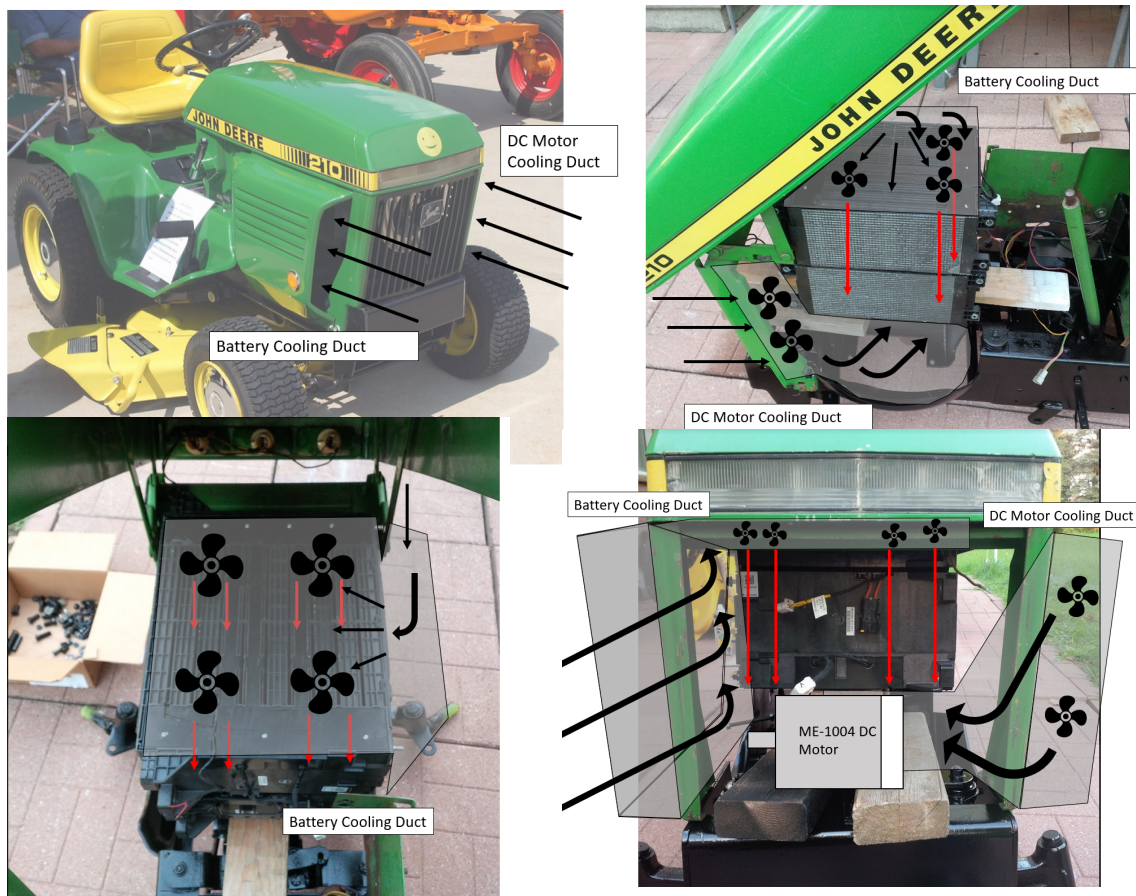 JOHN DEERE
210
DC Motor
Cooling Duct
Battery Cooling Duct
Battery Cooling Duct
JOHN DEERE
210
DC Motor Cooling Duct
Battery Cooling Duct
Battery Cooling Duct
DC Motor Cooling Duct
ME-1004 DC
Motor